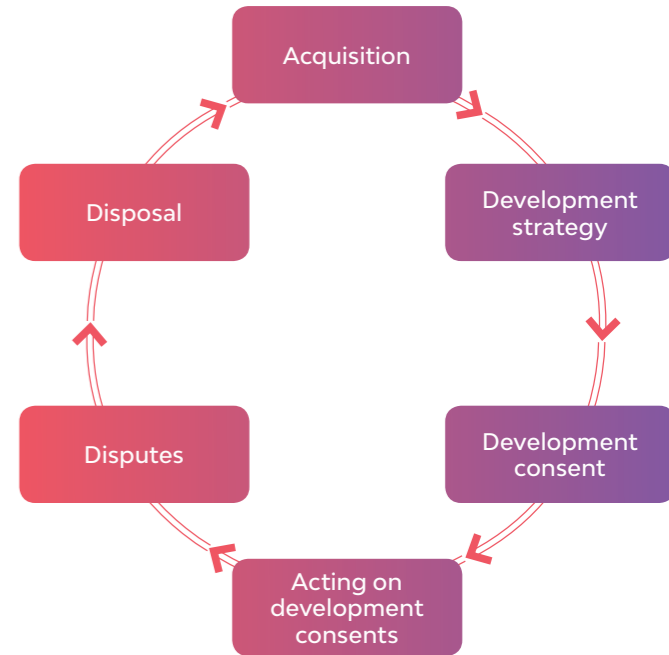 Acquisition
Development
strategy
Development
consent
Acting on
development
consents
Disputes
Disposal